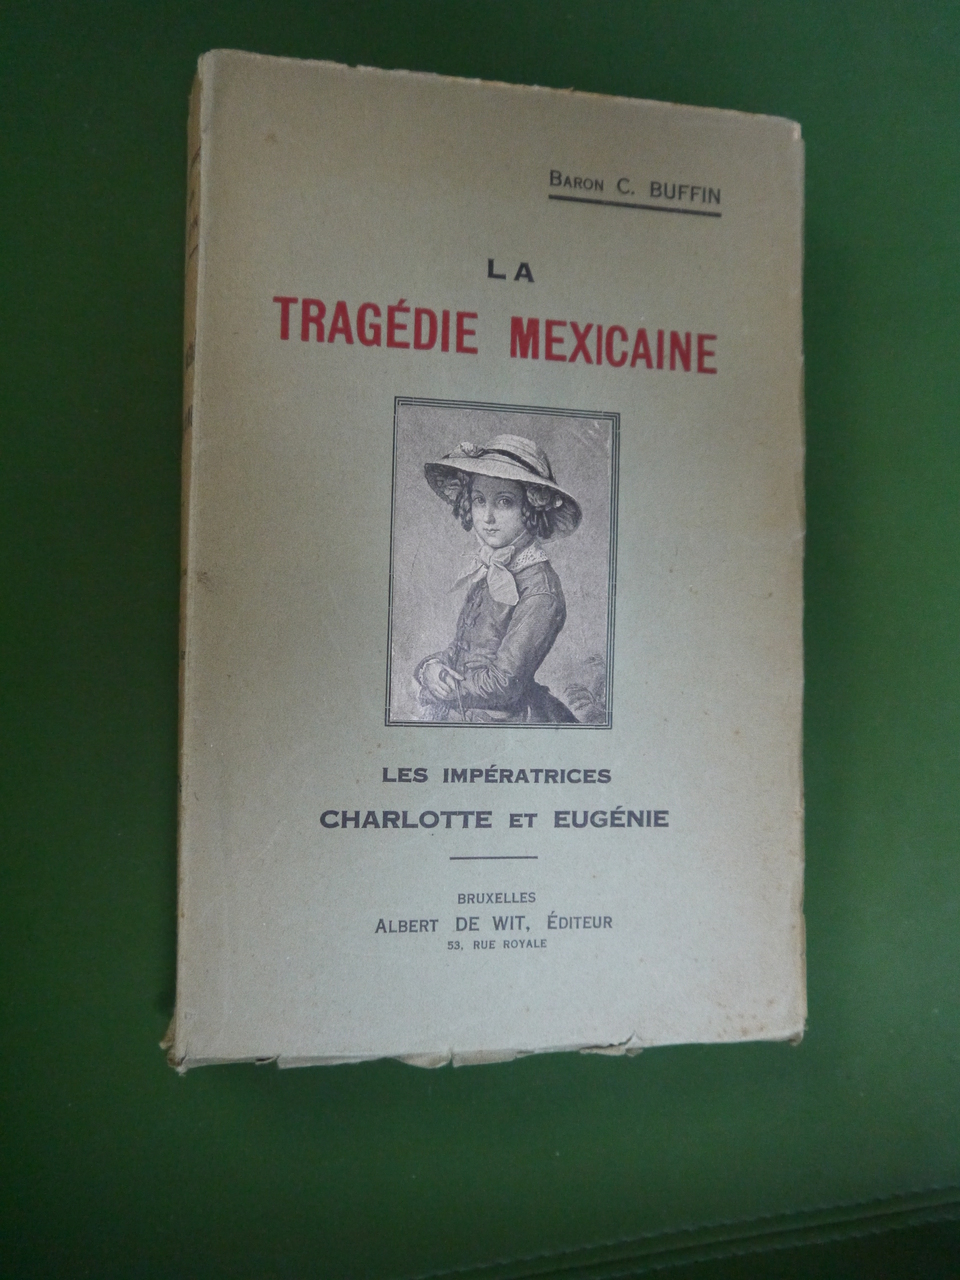 BARON C. BUFFIN
LA
TRAGÉDIE MEXICAINE
LES IMPÉRATRICES
CHARLOTTE ET EUGÉNIE
BRUXELLES
ALBERT DE WIT, ÉDITEUR
53, RUE ROYALE